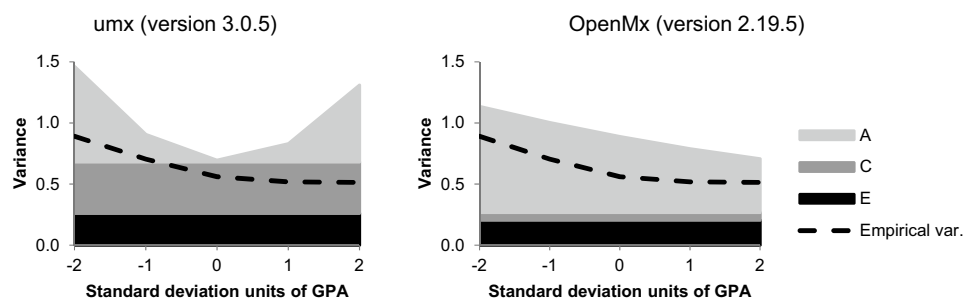 umx (version 3.0.5)
1.5
1.0
0.5
0.0
Variance
-2 -1 0 1 2
Standard deviation units of GPA
OpenMx (version 2.19.5)
1.5
1.0
0.5
0.0
Variance
-2 -1 0 1 2
Standard deviation units of GPA
A
C
E
Empirical var.